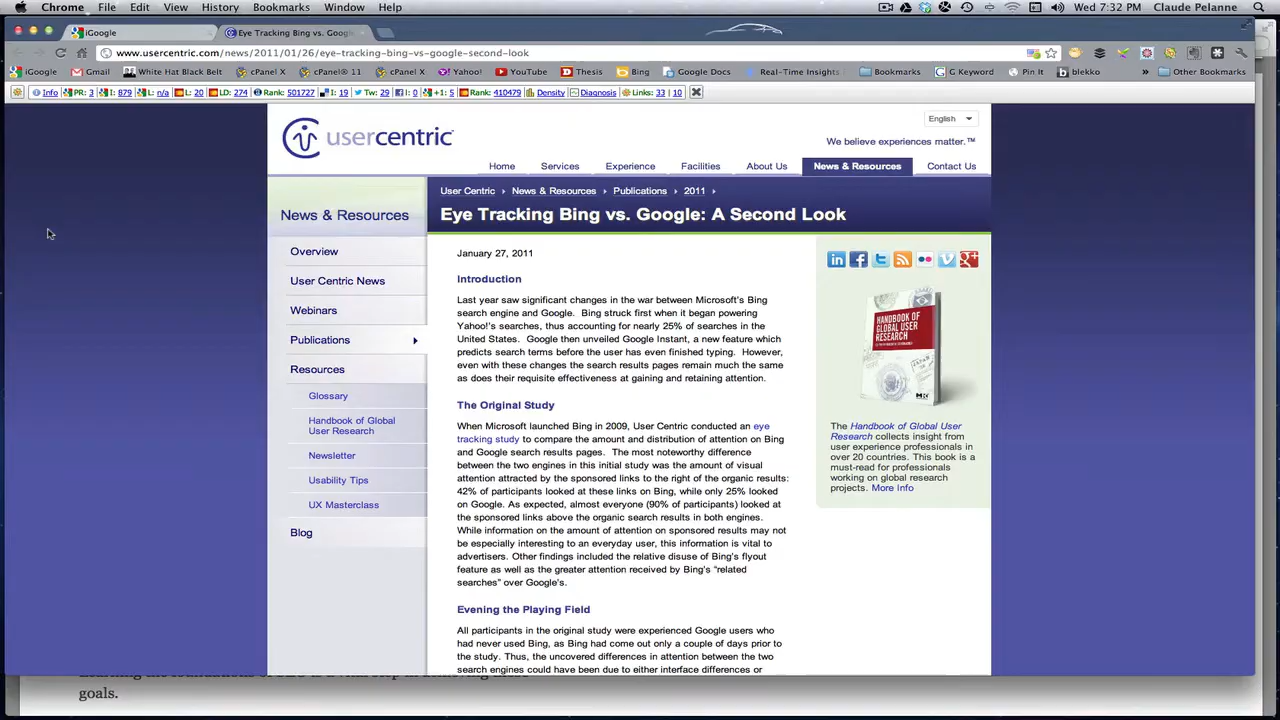 Chrome File Edit View History Bookmarks Window Help Wed 7:32 PM Claude Pelanne
iGoogle Eye Tracking Bing vs. Goog
www.usercentric.com/news/2011/01/26/eye-tracking-bing-vs-google-second-look
iGoogle Gmail White Hat Black Belt cPanel X cPanel® 11 cPanel X Yahoo! YouTube Thesis Bing Google Docs Real-Time Insights Bookmarks G Keyword Pin It blekko » Other Bookmarks
Info PR: 3 I: 879 L: n/a L: 20 LD: 274 Rank: 501727 I: 19 Tw: 29 I: 0 +1: 5 Rank: 410479 Density Diagnosis Links: 33 | 10
English
usercentric
We believe experiences matter.™
Home Services Experience Facilities About Us News & Resources Contact Us
User Centric News & Resources Publications 2011
News & Resources
Eye Tracking Bing vs. Google: A Second Look
Overview
User Centric News
Webinars
Publications
Resources
Glossary
Handbook of Global
User Research
Newsletter
Usability Tips
UX Masterclass
Blog
January 27, 2011
Introduction
Last year saw significant changes in the war between Microsoft's Bing
search engine and Google. Bing struck first when it began powering
Yahoo!'s searches, thus accounting for nearly 25% of searches in the
United States. Google then unveiled Google Instant, a new feature which
predicts search terms before the user has even finished typing. However,
even with these changes the search results pages remain much the same
as does their requisite effectiveness at gaining and retaining attention.
The Original Study
When Microsoft launched Bing in 2009, User Centric conducted an eye
tracking study to compare the amount and distribution of attention on Bing
and Google search results pages. The most noteworthy difference
between the two engines in this initial study was the amount of visual
attention attracted by the sponsored links to the right of the organic results:
42% of participants looked at these links on Bing, while only 25% looked
on Google. As expected, almost everyone (90% of participants) looked at
the sponsored links above the organic search results in both engines.
While information on the amount of attention on sponsored results may not
be especially interesting to an everyday user, this information is vital to
advertisers. Other findings included the relative disuse of Bing's flyout
feature as well as the greater attention received by Bing's "related
searches" over Google's.
Evening the Playing Field
All participants in the original study were experienced Google users who
had never used Bing, as Bing had come out only a couple of days prior to
the study. Thus, the uncovered differences in attention between the two
search engines could have been due to either interface differences or
HANDBOOK OF
GLOBAL USER
RESEARCH
The Handbook of Global User
Research collects insight from
user experience professionals in
over 20 countries. This book is a
must-read for professionals
working on global research
projects. More Info
goals.